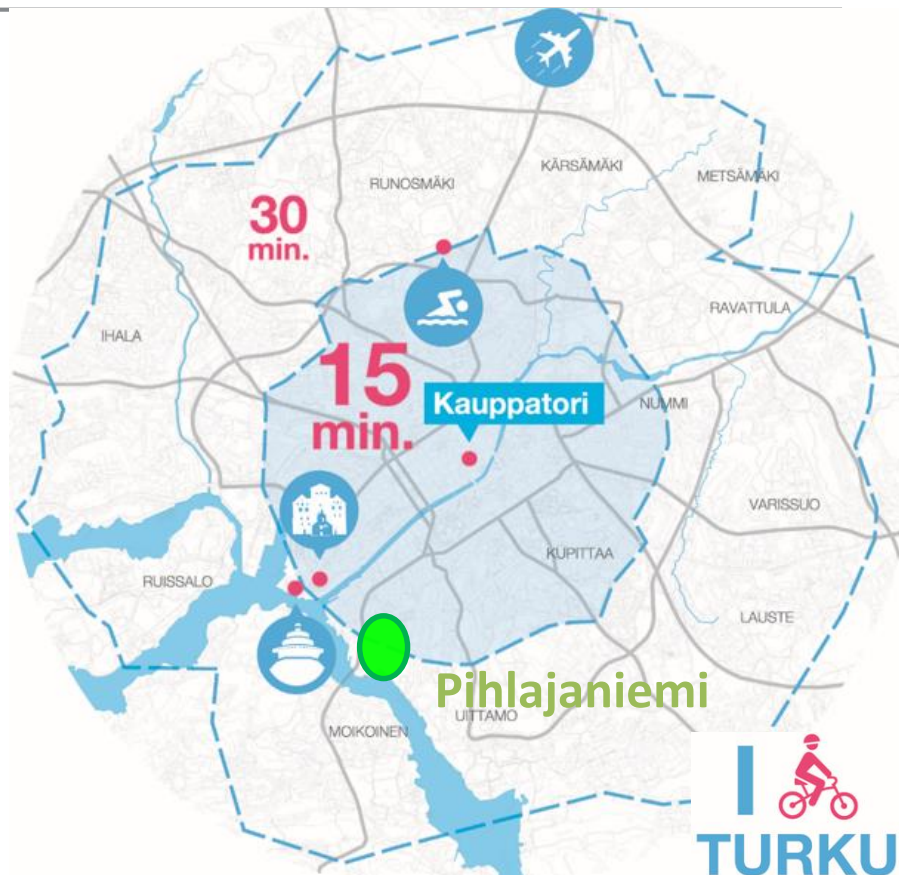 KÄRSÄMÄKI
METSÄMÄKI
RUNOSMÄKI
30
min.
RAVATTULA
IHALA
15
min.
Kauppatori
NUMMI
VARISSUO
KUPITTAA
RUISSALO
LAUSTE
Pihlajaniemi
UITTAMO
MOIKOINEN
I
TURKU